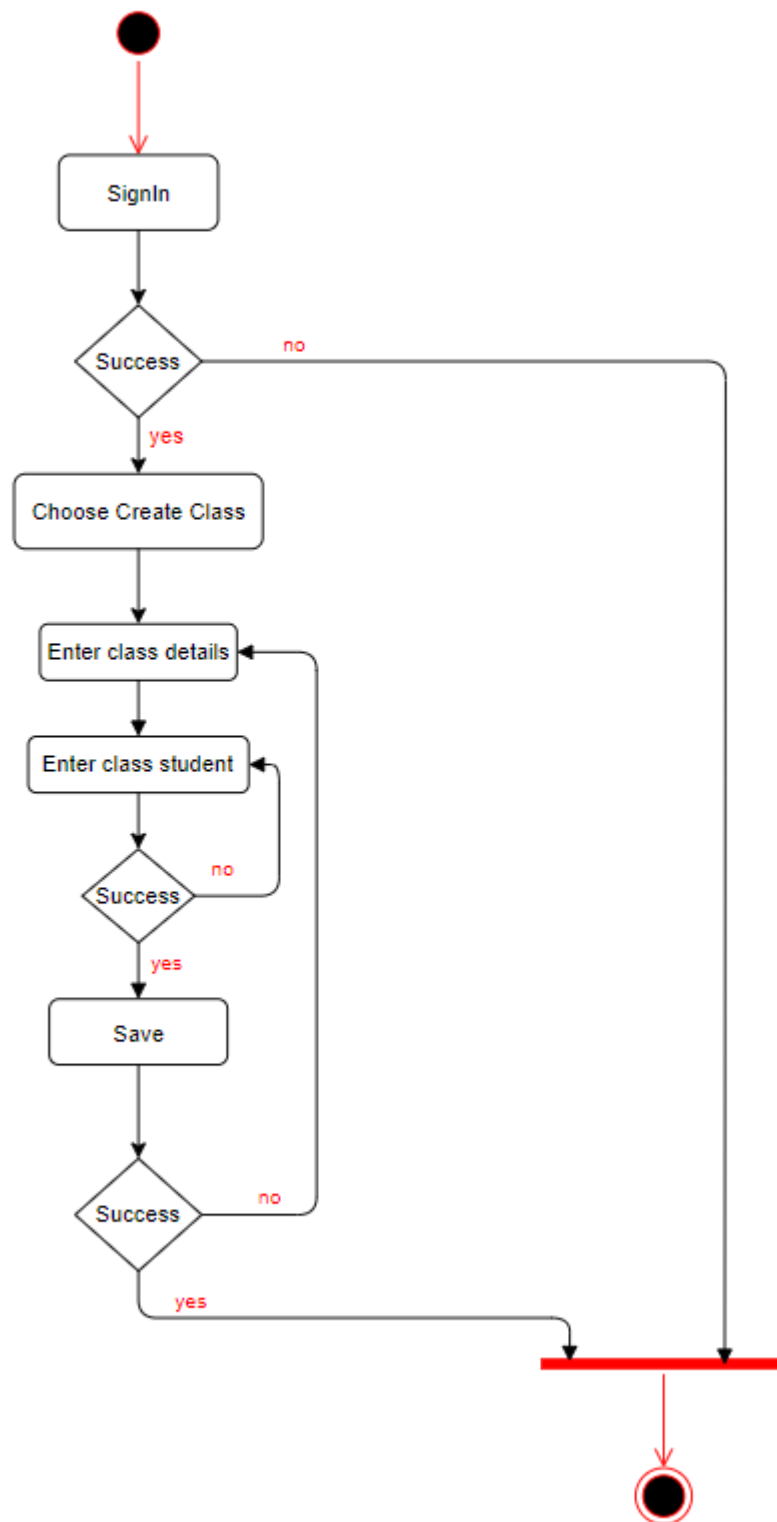 SignIn
Success
no
yes
Choose Create Class
Enter class details
Enter class student
Success
no
yes
Save
Success
no
yes